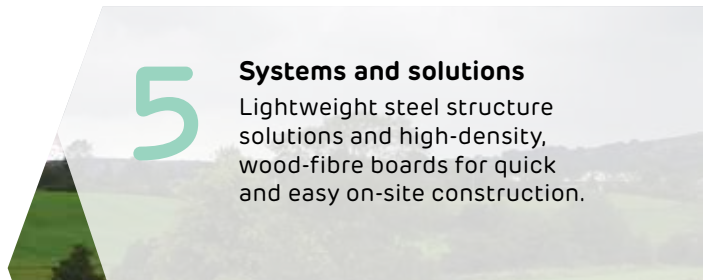 5
Systems and solutions
Lightweight steel structure
solutions and high-density,
wood-fibre boards for quick
and easy on-site construction.